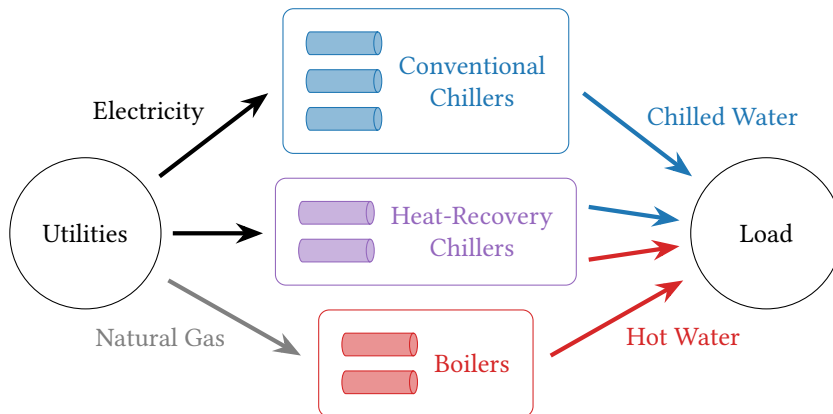 Conventional
Chillers
Electricity
Chilled Water
Utilities
Heat-Recovery
Chillers
Load
Natural Gas
Boilers
Hot Water